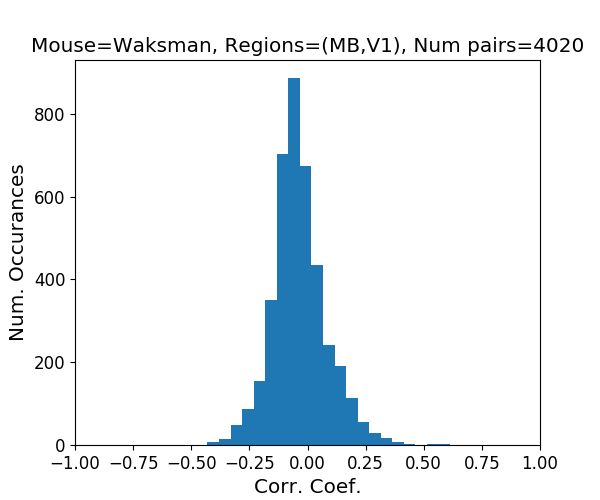 Mouse=Waksman, Regions=(MB,V1), Num pairs=4020
800
600
400
200
0
Num. Occurances
−1.00 −0.75 −0.50 −0.25 0.00 0.25 0.50 0.75 1.00
Corr. Coef.